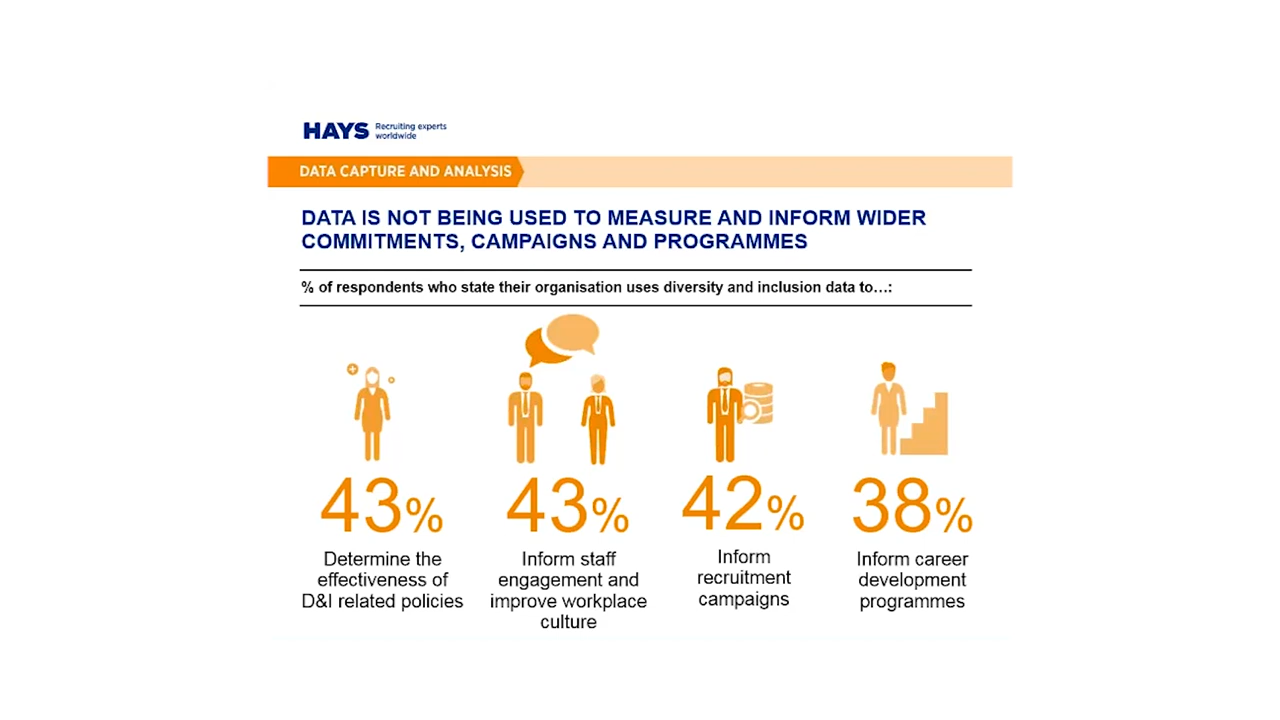 HAYS Recruiting experts
worldwide
DATA CAPTURE AND ANALYSIS
DATA IS NOT BEING USED TO MEASURE AND INFORM WIDER
COMMITMENTS, CAMPAIGNS AND PROGRAMMES
% of respondents who state their organisation uses diversity and inclusion data to…:
43%
Determine the
effectiveness of
D&I related policies
43%
Inform staff
engagement and
improve workplace
culture
42%
Inform
recruitment
campaigns
38%
Inform career
development
programmes